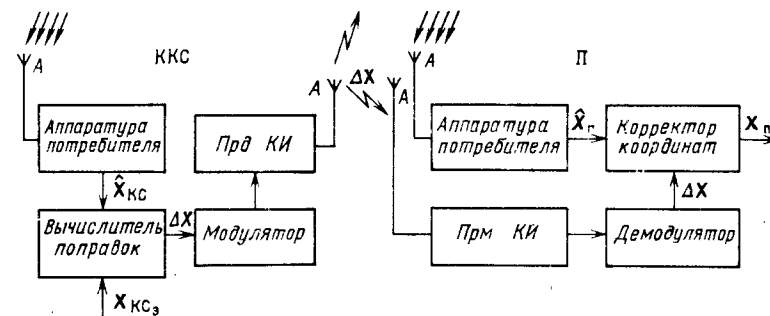 ККС
П
A
A
ΔX
A
A
Аппаратура
потребителя
Прд КИ
Аппаратура
потребителя
X̂г
Корректор
координат
Xп
X̂КС
ΔX
Вычислитель
поправок
ΔX
Модулятор
Прм КИ
Демодулятор
XКСэ